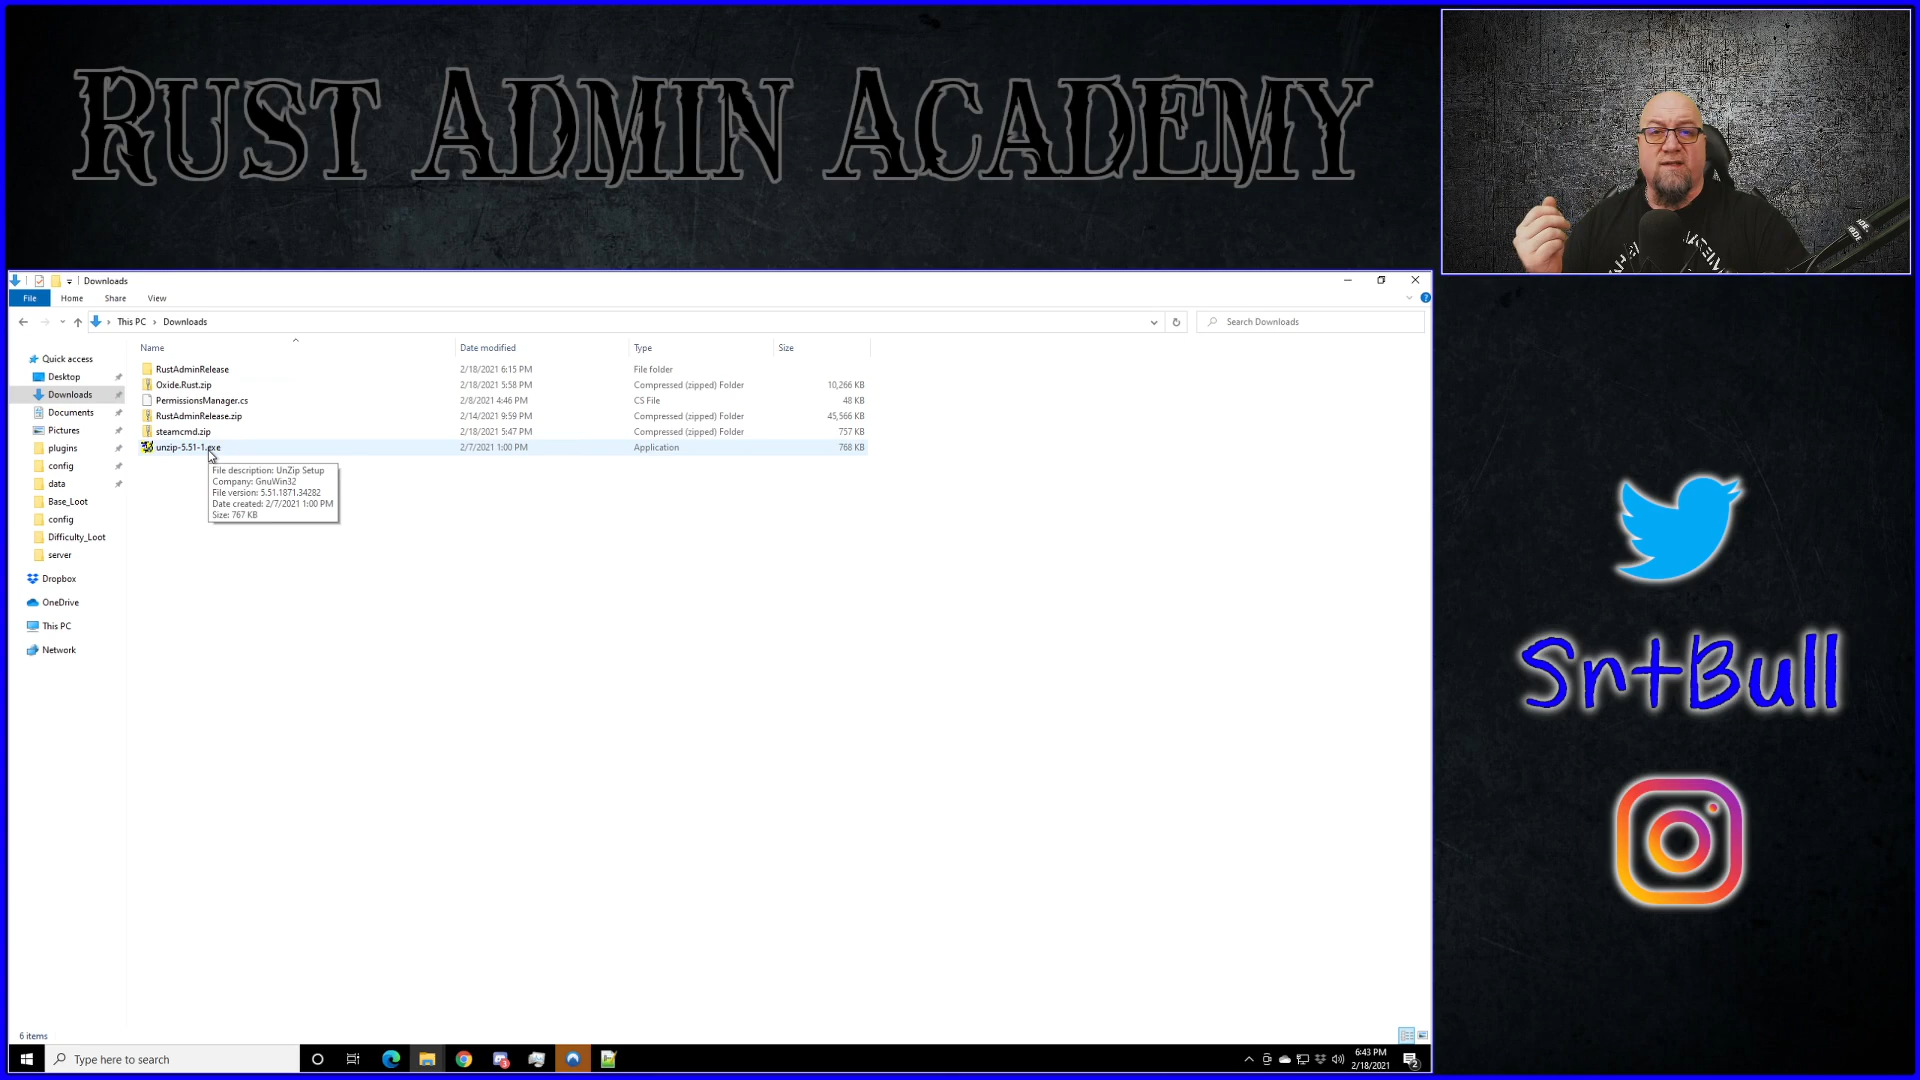 Rust Admin Academy
Downloads
File Home Share View
This PC Downloads
Search Downloads
Name Date modified Type Size
Quick access
Desktop
Downloads
Documents
Pictures
plugins
config
data
Base_Loot
config
Difficulty_Loot
server
Dropbox
OneDrive
This PC
Network
RustAdminRelease 2/18/2021 6:15 PM File folder
Oxide.Rust.zip 2/18/2021 5:58 PM Compressed (zipped) Folder 10,266 KB
PermissionsManager.cs 2/8/2021 4:46 PM CS File 48 KB
RustAdminRelease.zip 2/14/2021 9:59 PM Compressed (zipped) Folder 45,566 KB
steamcmd.zip 2/18/2021 5:47 PM Compressed (zipped) Folder 757 KB
unzip-5.51-1.exe 2/7/2021 1:00 PM Application 768 KB
File description: UnZip Setup
Company: GnuWin32
File version: 5.51.1871.34282
Date created: 2/7/2021 1:00 PM
Size: 767 KB
SntBull
6 items
Type here to search
6:43 PM
2/18/2021
2